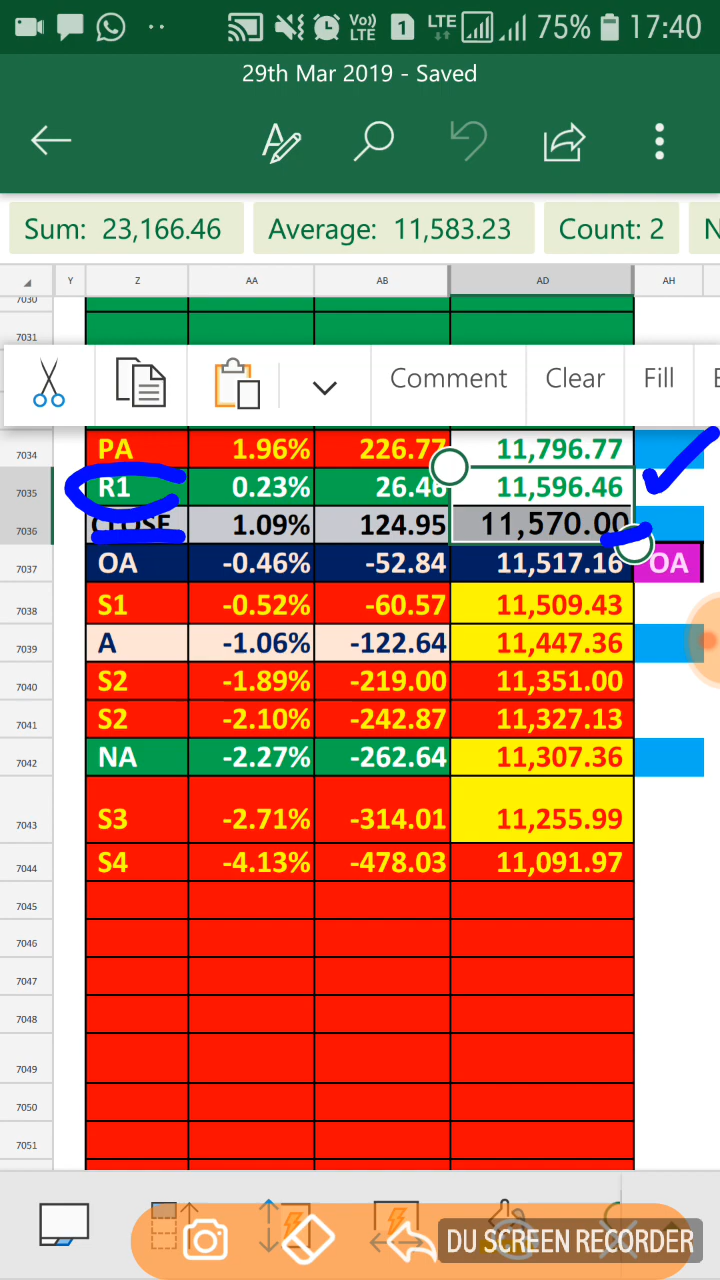 Vo)) LTE 1 LTE 75% 17:40
29th Mar 2019 - Saved
Sum: 23,166.46 Average: 11,583.23 Count: 2 N
Y Z AA AB AD AH
7030
7031
Comment Clear Fill
7034 PA 1.96% 226.77 11,796.77
7035 R1 0.23% 26.46 11,596.46
7036 CLOSE 1.09% 124.95 11,570.00
7037 OA -0.46% -52.84 11,517.16 OA
7038 S1 -0.52% -60.57 11,509.43
7039 A -1.06% -122.64 11,447.36
7040 S2 -1.89% -219.00 11,351.00
7041 S2 -2.10% -242.87 11,327.13
7042 NA -2.27% -262.64 11,307.36
7043 S3 -2.71% -314.01 11,255.99
7044 S4 -4.13% -478.03 11,091.97
7045
7046
7047
7048
7049
7050
7051
DU SCREEN RECORDER